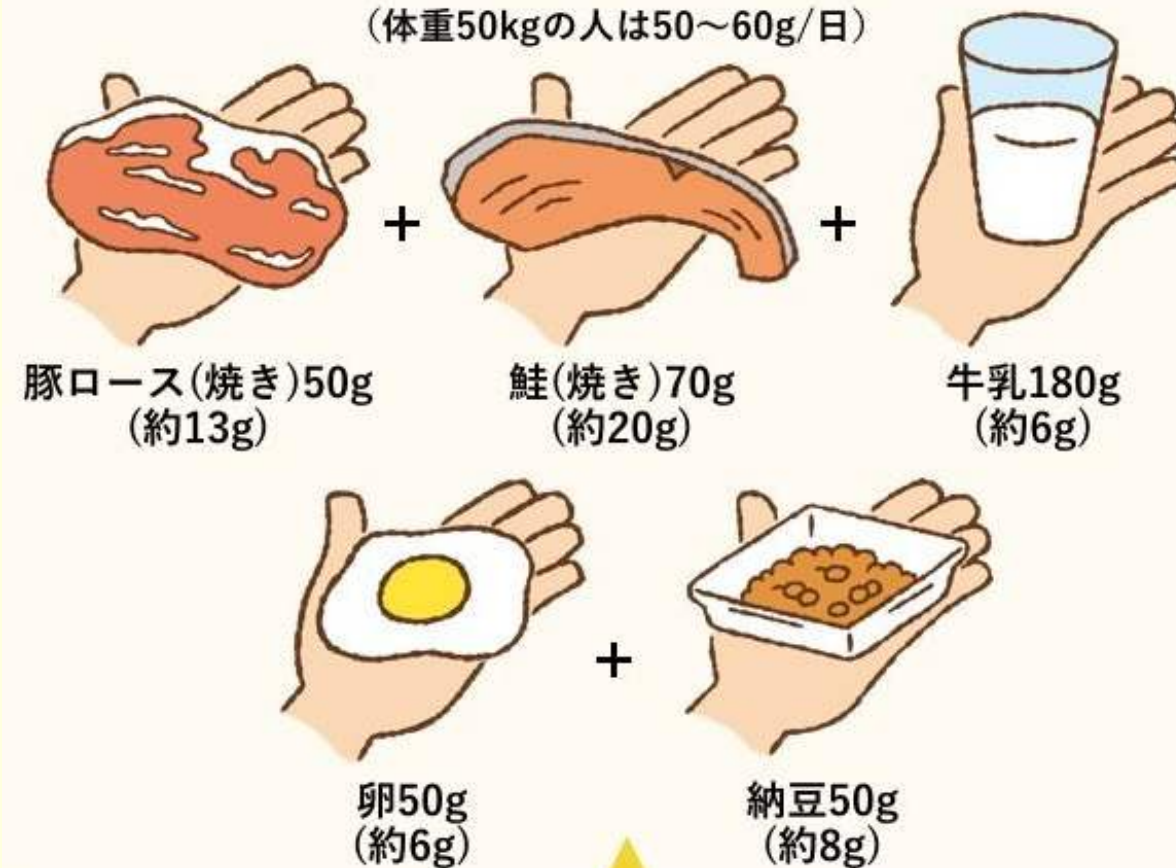 （体重50kgの人は50〜60g/日）
+
+
豚ロース(焼き)50g
(約13g)
鮭(焼き)70g
(約20g)
牛乳180g
(約6g)
+
卵50g
(約6g)
納豆50g
(約8g)